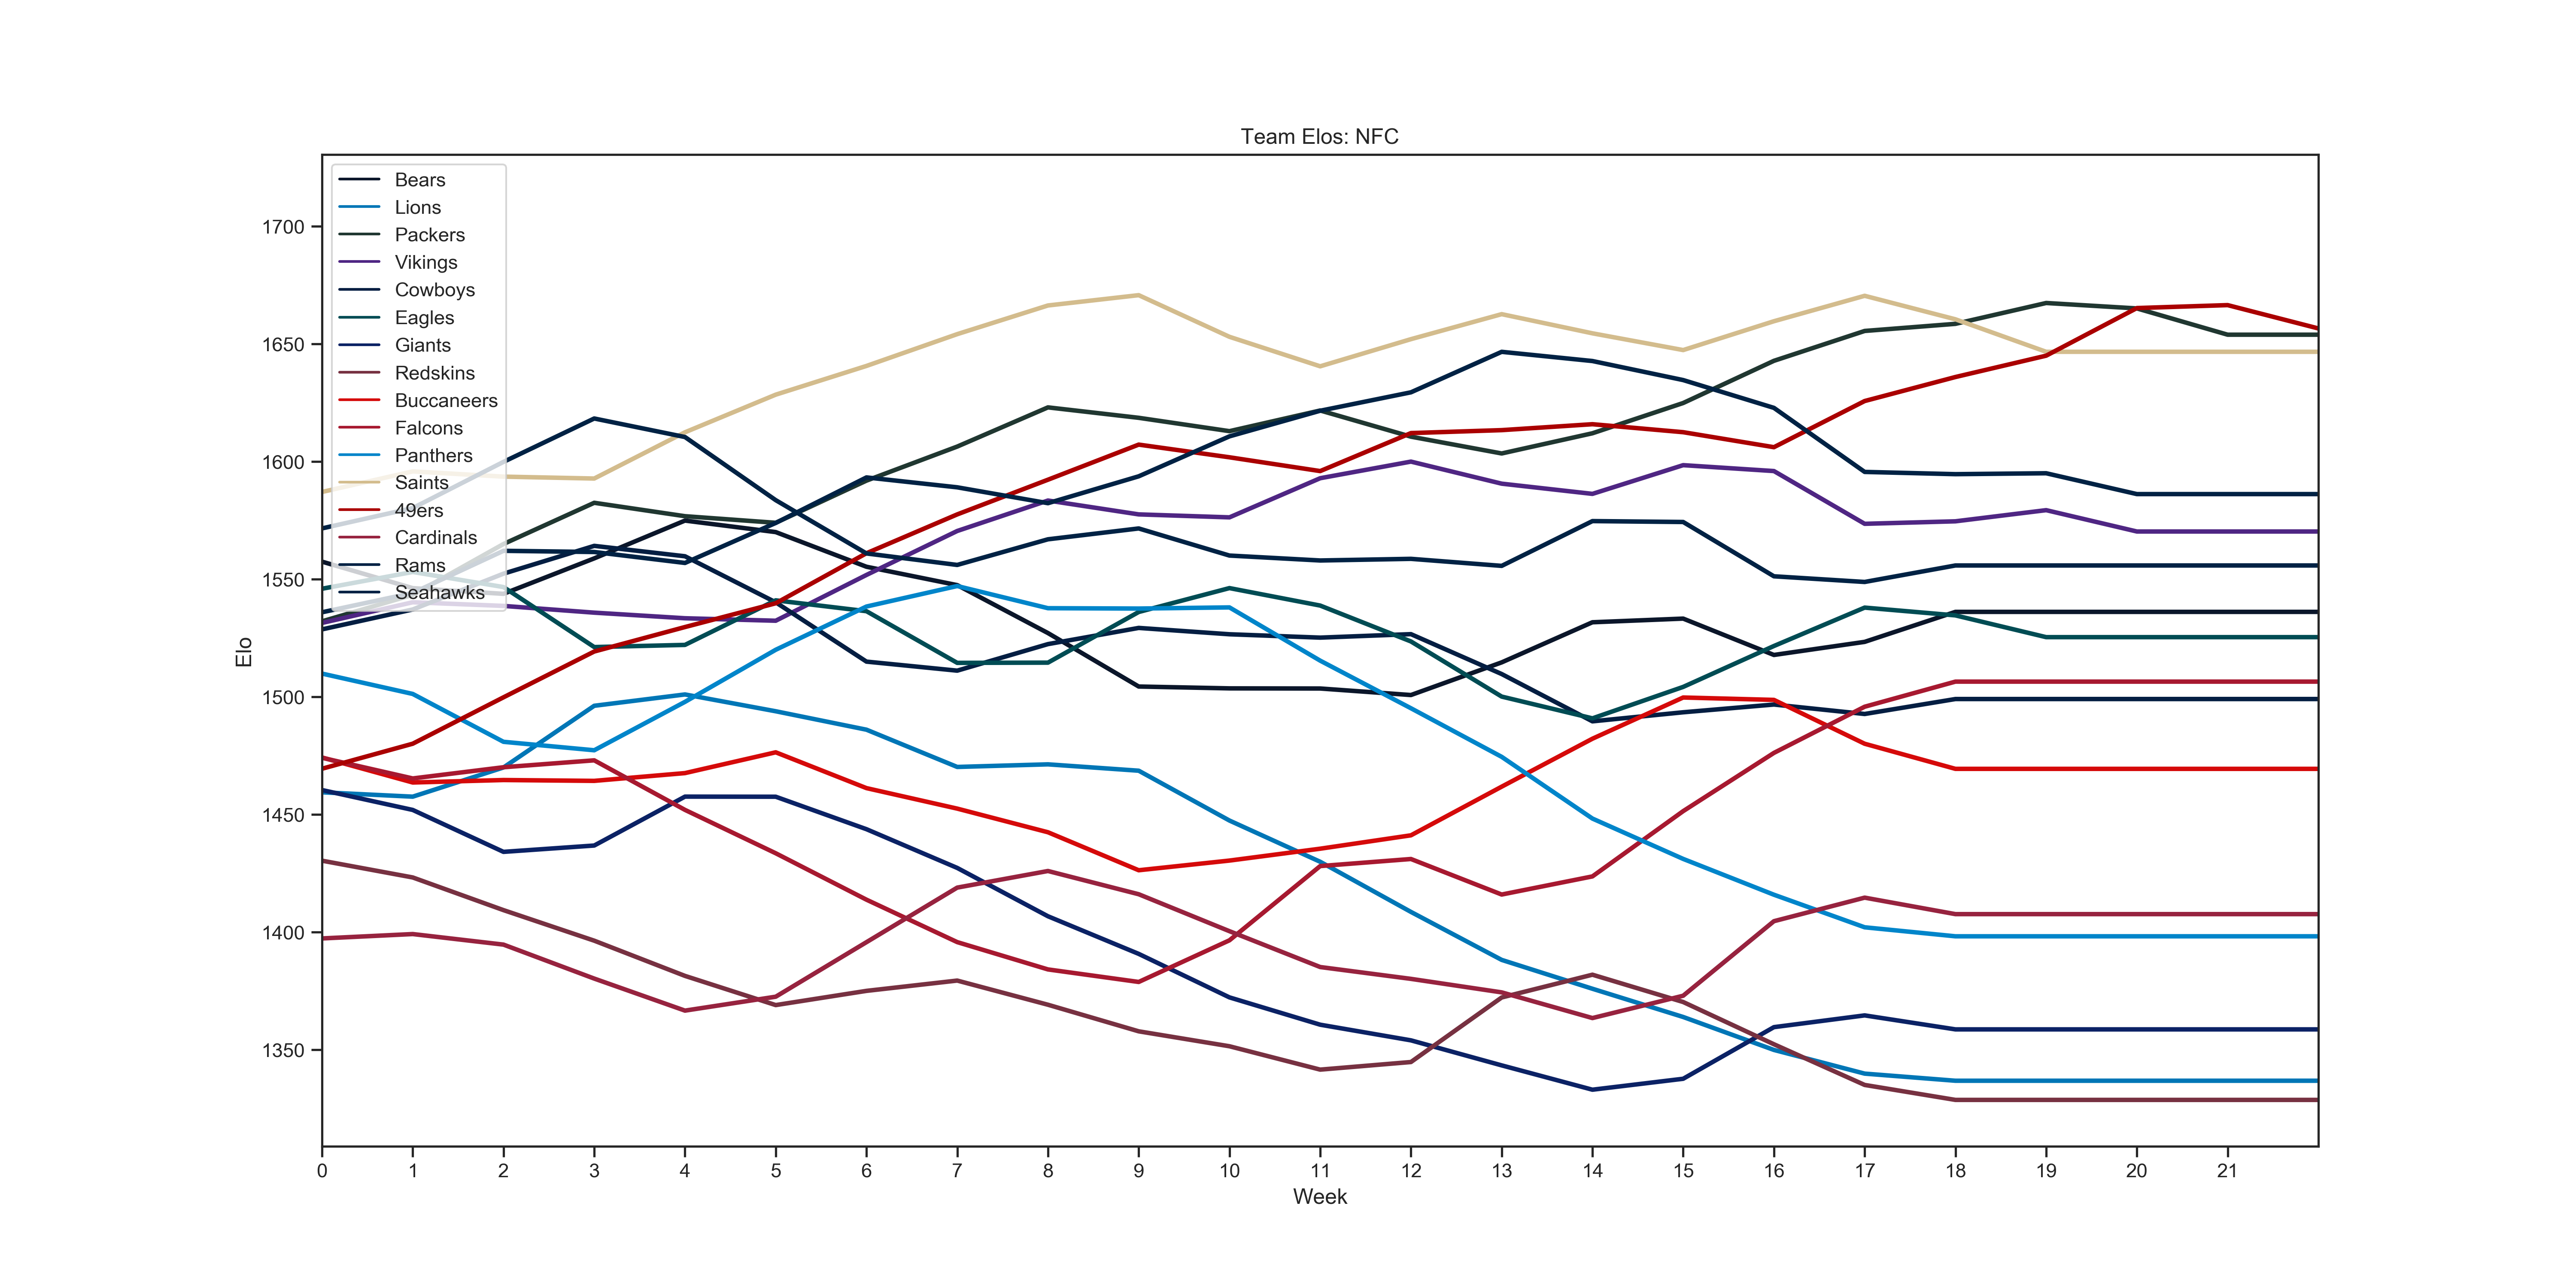 Team Elos: NFC
Bears
Lions
Packers
Vikings
Cowboys
Eagles
Giants
Redskins
Buccaneers
Falcons
Panthers
Saints
49ers
Cardinals
Rams
Seahawks
1700
1650
1600
1550
1500
1450
1400
1350
Elo
0 1 2 3 4 5 6 7 8 9 10 11 12 13 14 15 16 17 18 19 20 21
Week